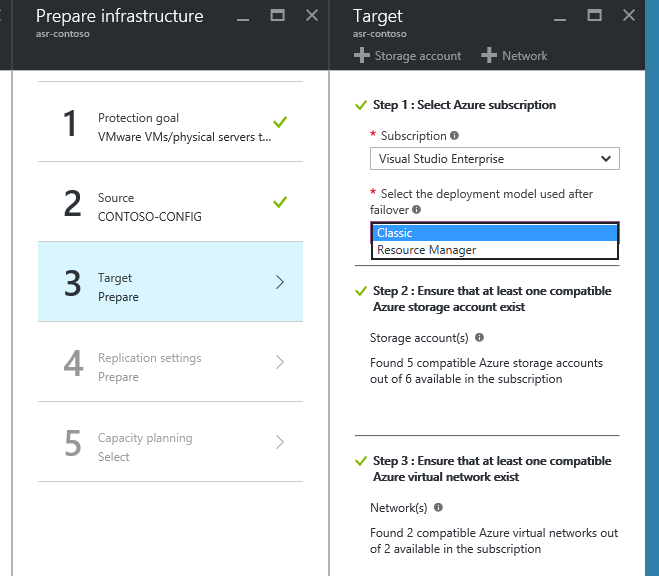 Prepare infrastructure
asr-contoso
1
Protection goal
VMware VMs/physical servers t...
2
Source
CONTOSO-CONFIG
3
Target
Prepare
4
Replication settings
Prepare
5
Capacity planning
Select
Target
asr-contoso
Storage account
Network
Step 1 : Select Azure subscription
* Subscription
Visual Studio Enterprise
* Select the deployment model used after
failover
Classic
Resource Manager
Step 2 : Ensure that at least one compatible
Azure storage account exist
Storage account(s)
Found 5 compatible Azure storage accounts
out of 6 available in the subscription
Step 3 : Ensure that at least one compatible
Azure virtual network exist
Network(s)
Found 2 compatible Azure virtual networks out
of 2 available in the subscription